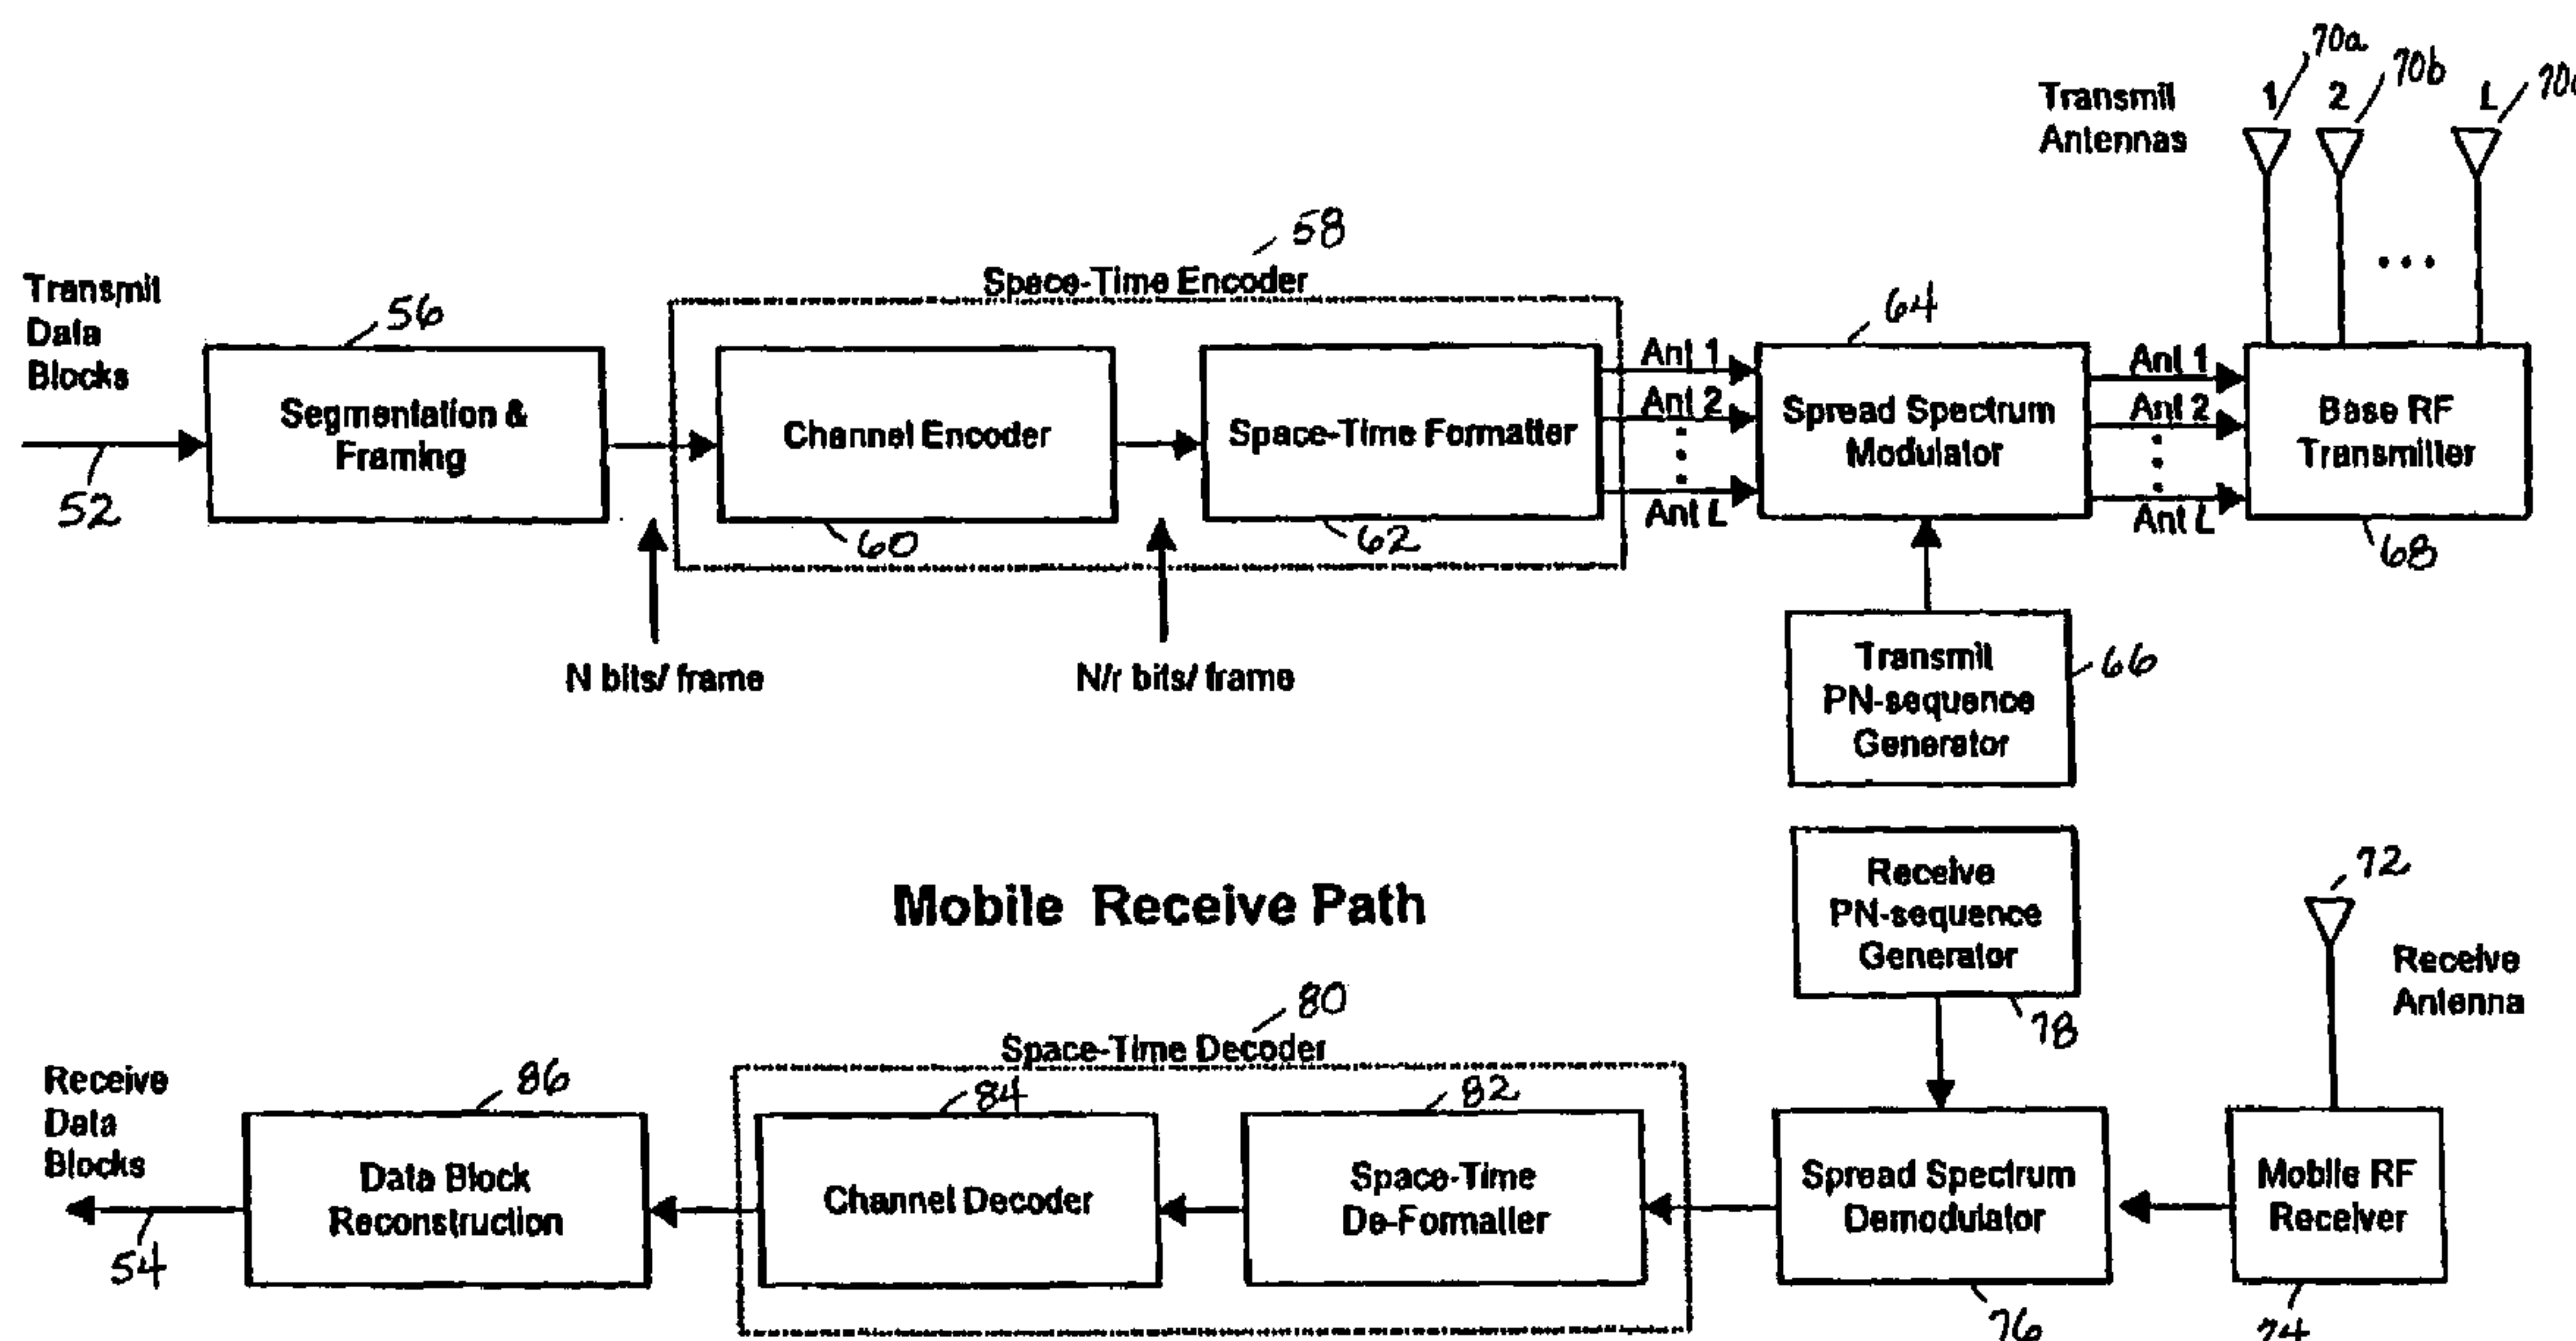 70a
70b
Transmit
Antennas
1
2
L
58
Space-Time Encoder
Transmit
Data
Blocks
56
64
Segmentation &
Framing
Channel Encoder
Space-Time Formatter
Ant 1
Ant 2
Ant L
Spread Spectrum
Modulator
Ant 1
Ant 2
Ant L
Base RF
Transmitter
52
60
62
68
N bits/ frame
N/r bits/ frame
Transmit
PN-sequence
Generator
66
Mobile Receive Path
Receive
PN-sequence
Generator
78
72
Receive
Antenna
80
Space-Time Decoder
Receive
Data
Blocks
86
84
82
Data Block
Reconstruction
Channel Decoder
Space-Time
De-Formatter
Spread Spectrum
Demodulator
Mobile RF
Receiver
54
76
74